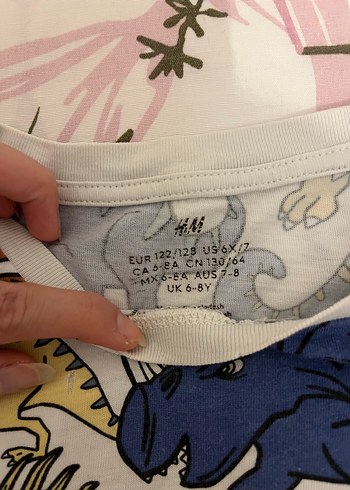 H&M
EUR 122/128 US 6X/7
CA 6-8A CN 130/64
MX 6-8A AUS 7-8
UK 6-8Y